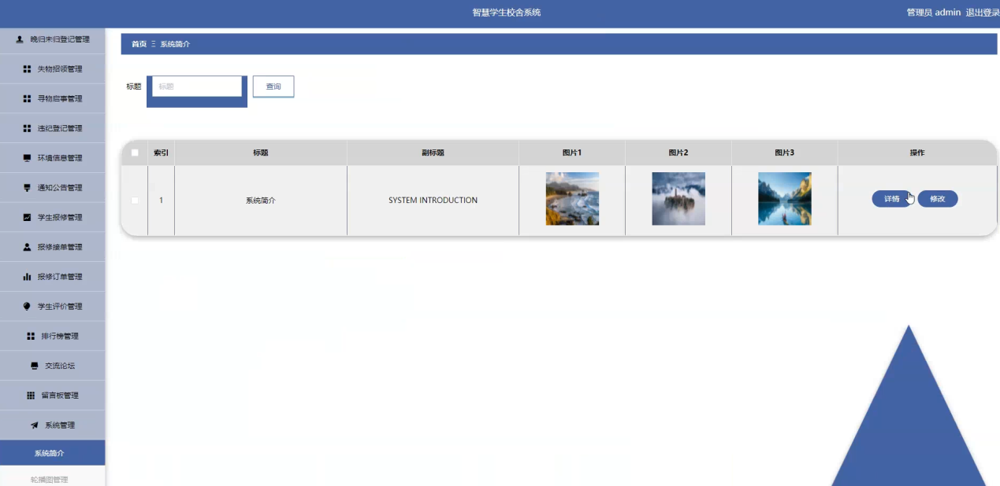 智慧学生校舍系统
管理员 admin 退出登录
晚归未归登记管理
失物招领管理
寻物启事管理
违纪登记管理
环境信息管理
通知公告管理
学生报修管理
报修接单管理
报修订单管理
学生评价管理
排行榜管理
交流论坛
留言板管理
系统管理
系统简介
轮播图管理
首页 Ξ 系统简介
标题 标题 查询
索引 标题 副标题 图片1 图片2 图片3 操作
1 系统简介 SYSTEM INTRODUCTION 详情 修改